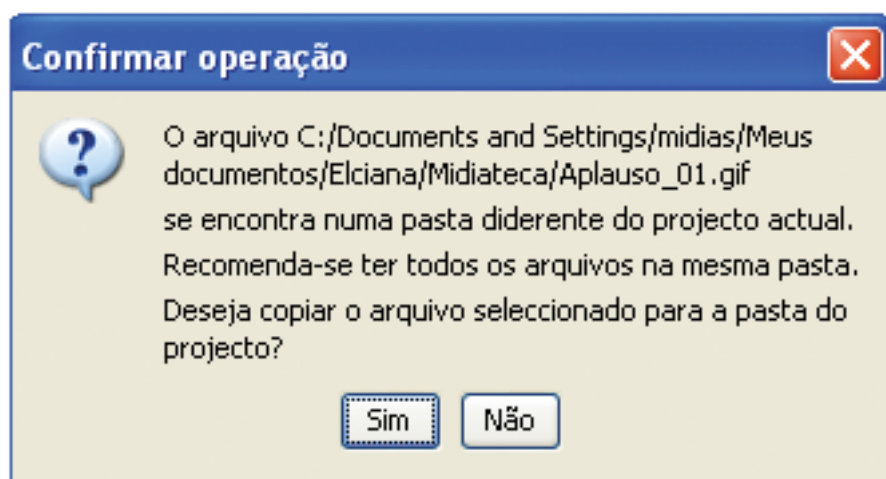 Confirmar operação
O arquivo C:/Documents and Settings/midias/Meus
documentos/Elciana/Midiateca/Aplauso_01.gif
se encontra numa pasta diderente do projecto actual.
Recomenda-se ter todos os arquivos na mesma pasta.
Deseja copiar o arquivo seleccionado para a pasta do
projecto?
Sim Não